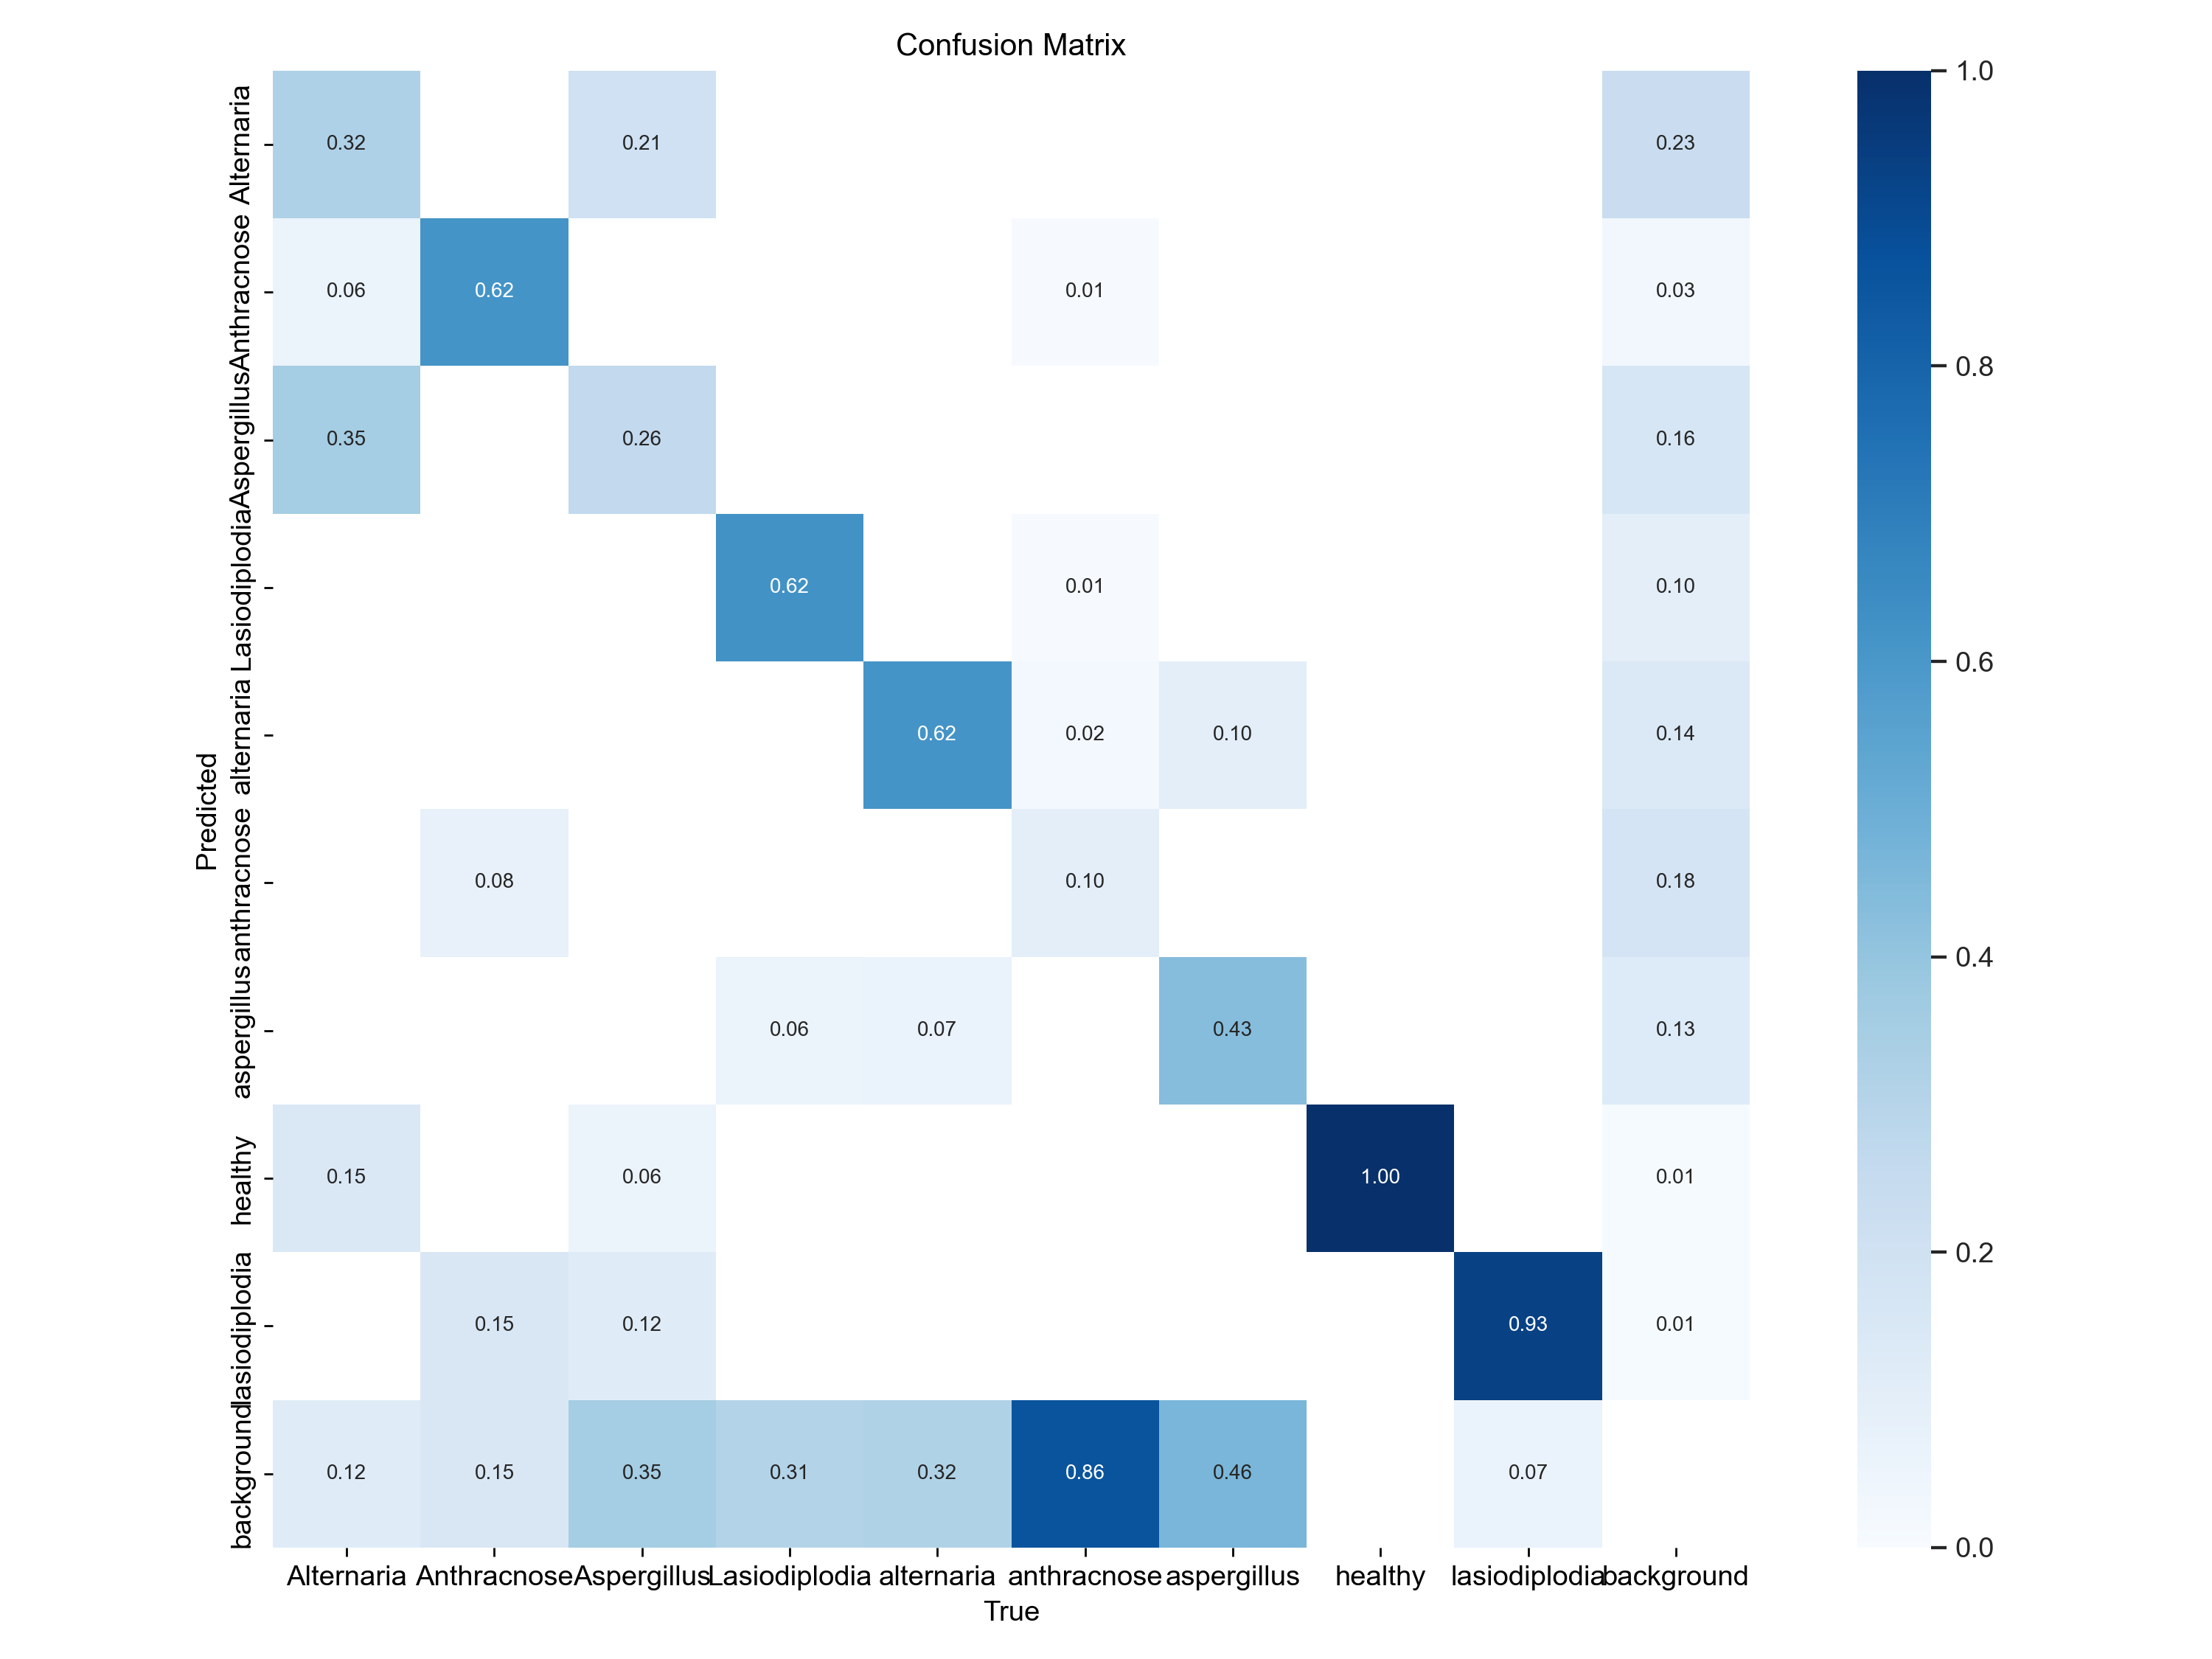 Confusion Matrix
Alternaria 0.32 0.21 0.23 1.0
Anthracnose 0.06 0.62 0.01 0.03 0.8
Aspergillus 0.35 0.26 0.16
Lasiodiplodia 0.62 0.01 0.10
0.6
alternaria 0.62 0.02 0.10 0.14
Predicted
anthracnose 0.08 0.10 0.18
0.4
aspergillus 0.06 0.07 0.43 0.13
healthy 0.15 0.06 1.00 0.01
0.2
lasiodiplodia 0.15 0.12 0.93 0.01
background 0.12 0.15 0.35 0.31 0.32 0.86 0.46 0.07
0.0
Alternaria Anthracnose Aspergillus Lasiodiplodia alternaria anthracnose aspergillus healthy lasiodiplodia background
True